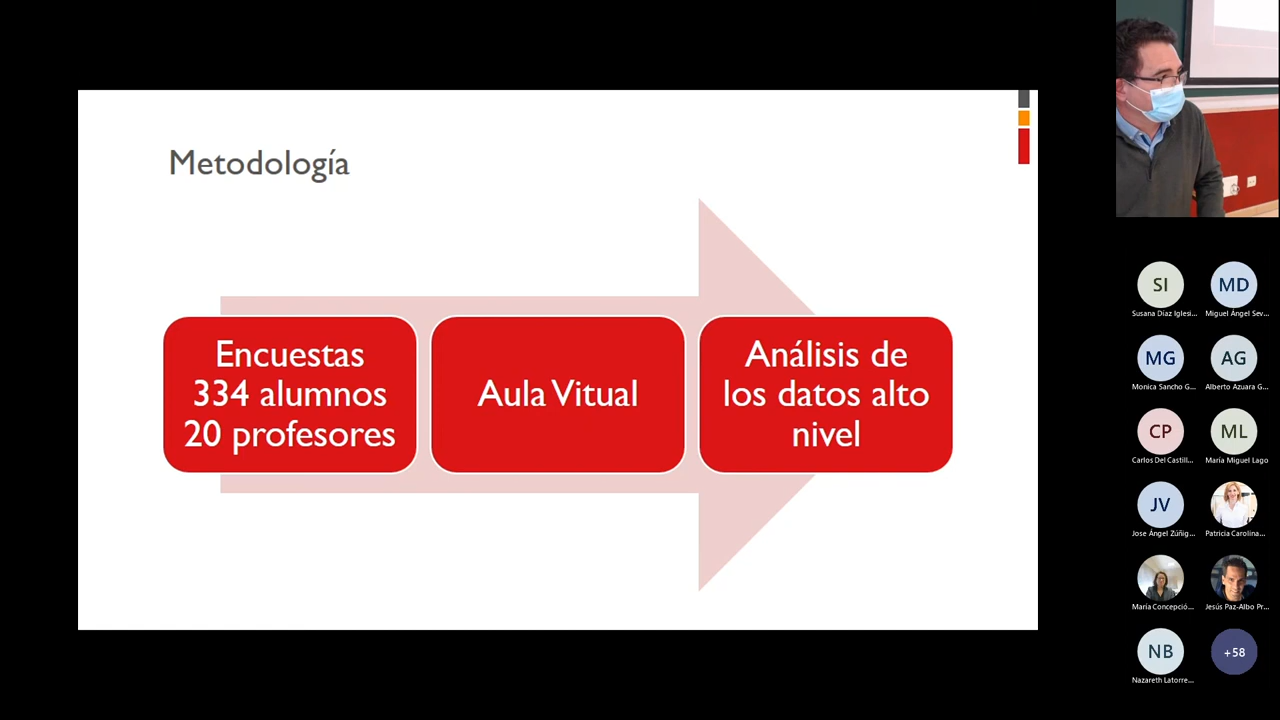 Metodología
Encuestas
334 alumnos
20 profesores
Aula Vitual
Análisis de
los datos alto
nivel
SI
Susana Díaz Iglesi...
MD
Miguel Ángel Sev...
MG
Monica Sancho G...
AG
Alberto Azuara G...
CP
Carlos Del Castill...
ML
María Miguel Lago
JV
Jose Ángel Zúñig...
Patricia Carolina...
María Concepció...
Jesús Paz-Albo Pr...
NB
Nazareth Latorre...
+58